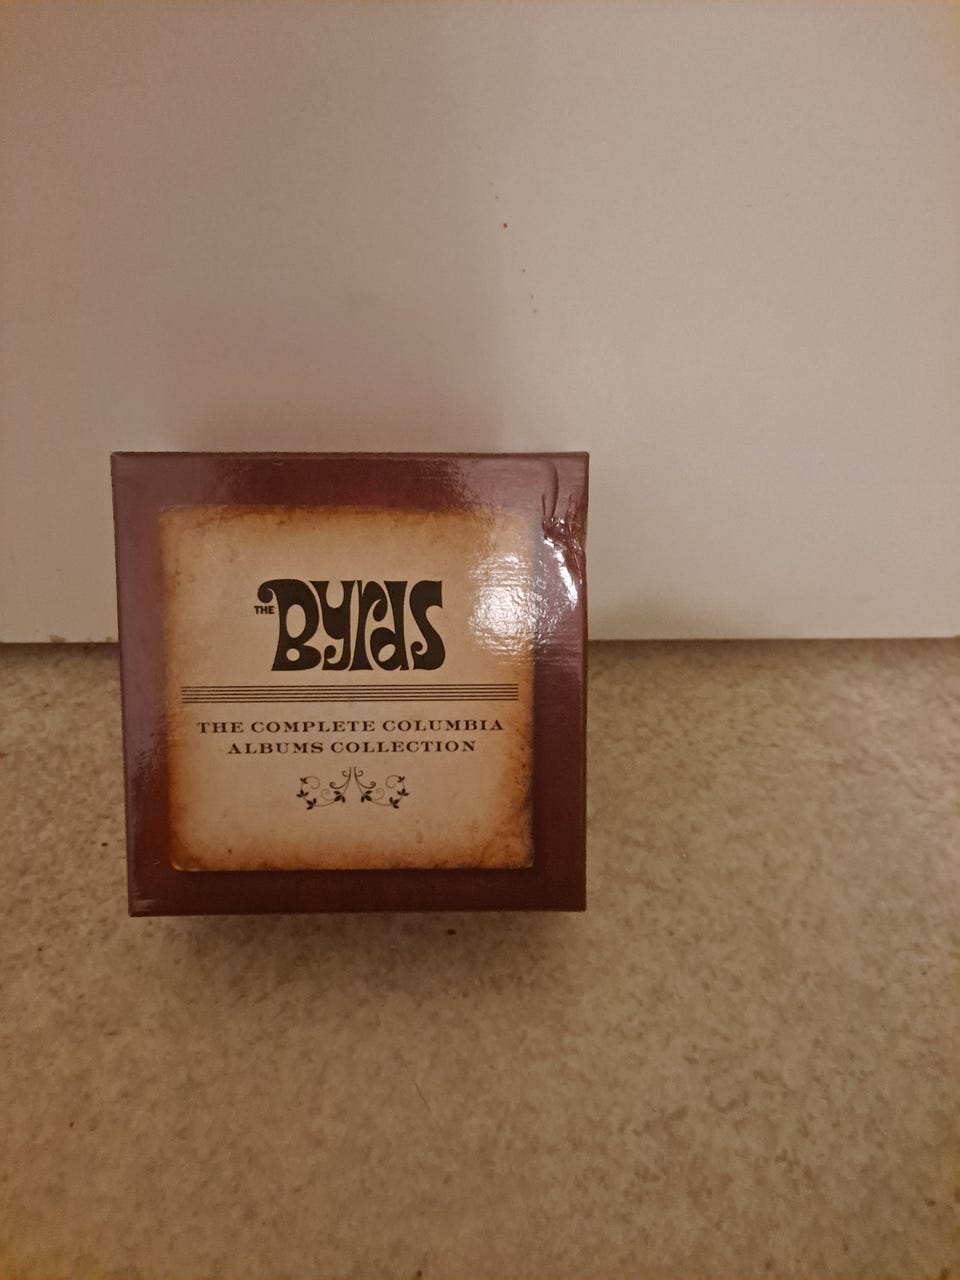 THE BYrdS
THE COMPLETE COLUMBIA
ALBUMS COLLECTION